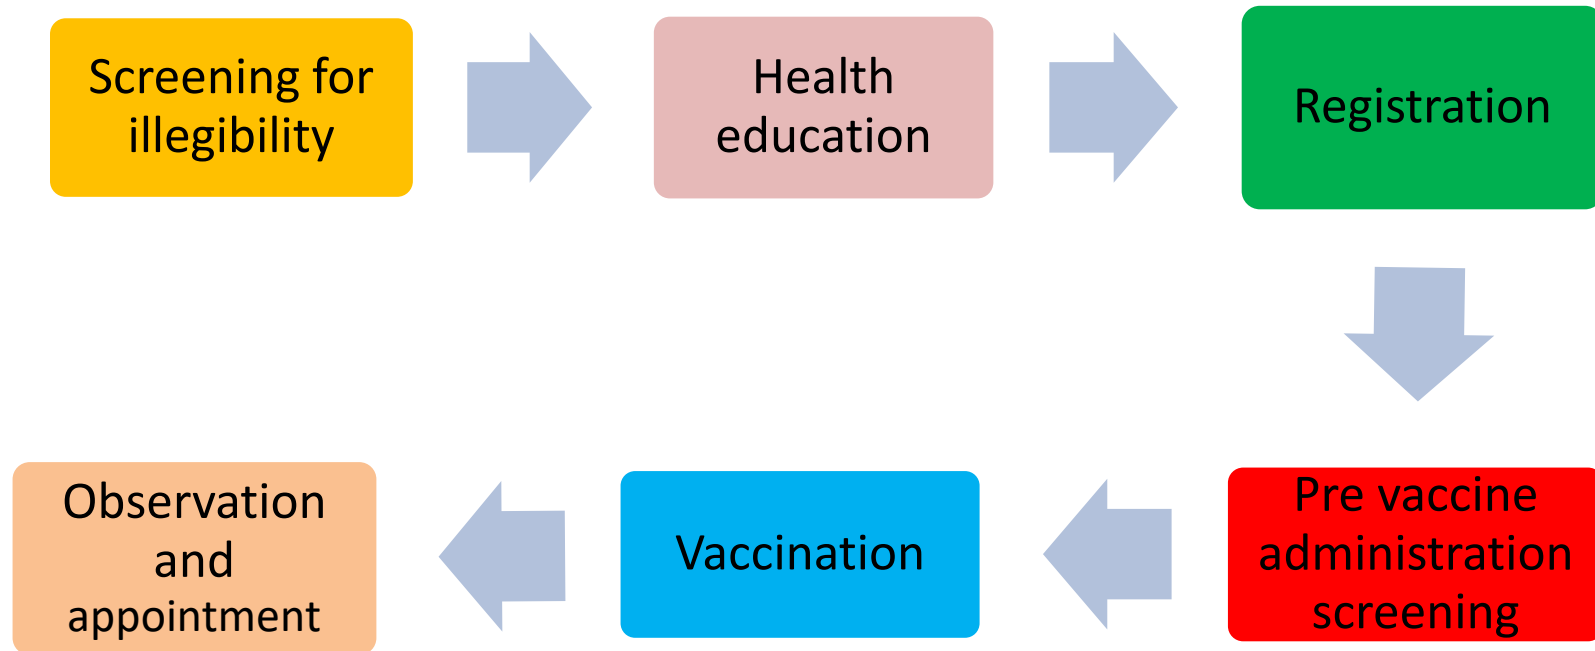 Screening for
illegibility
Health
education
Registration
Pre vaccine
administration
screening
Vaccination
Observation
and
appointment